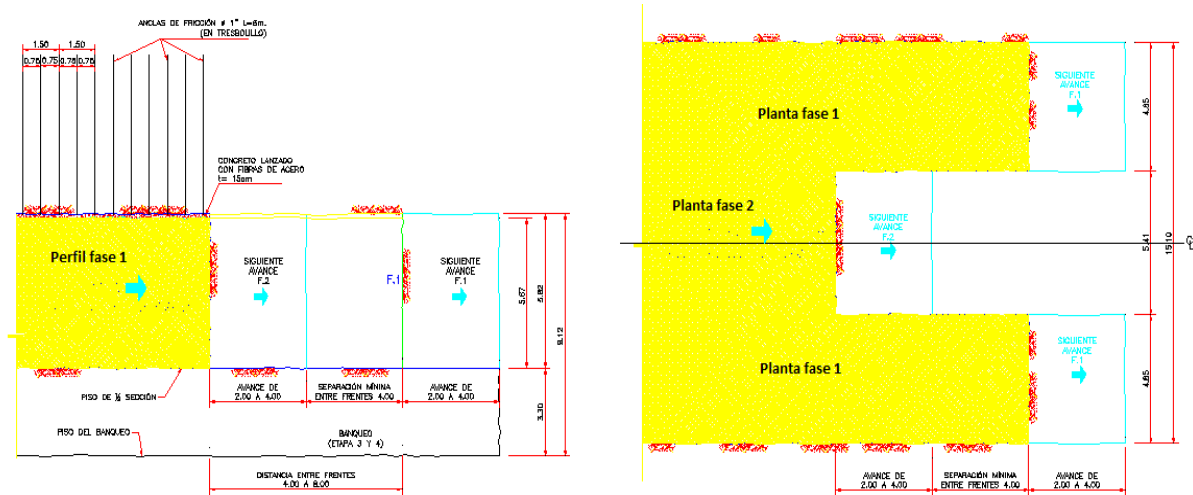 ANCLAS DE FRICCIÓN # 1" L=6m.
(EN TRESBOLILLO)
1.50 1.50
0.75 0.75 0.75 0.75
CONCRETO LANZADO
CON FIBRAS DE ACERO
t= 15cm
Perfil fase 1
SIGUIENTE
AVANCE
F.2
F.1
SIGUIENTE
AVANCE
F.1
5.67
5.82
9.12
3.30
PISO DE ½ SECCIÓN
AVANCE DE
2.00 A 4.00
SEPARACIÓN MÍNIMA
ENTRE FRENTES 4.00
AVANCE DE
2.00 A 4.00
PISO DEL BANQUEO
BANQUEO
(ETAPA 3 Y 4)
DISTANCIA ENTRE FRENTES
4.00 A 8.00
Planta fase 1
SIGUIENTE
AVANCE
F.1
4.85
Planta fase 2
SIGUIENTE
AVANCE
F.2
5.41
15.10
Planta fase 1
SIGUIENTE
AVANCE
F.1
4.85
AVANCE DE
2.00 A 4.00
SEPARACIÓN MÍNIMA
ENTRE FRENTES 4.00
AVANCE DE
2.00 A 4.00